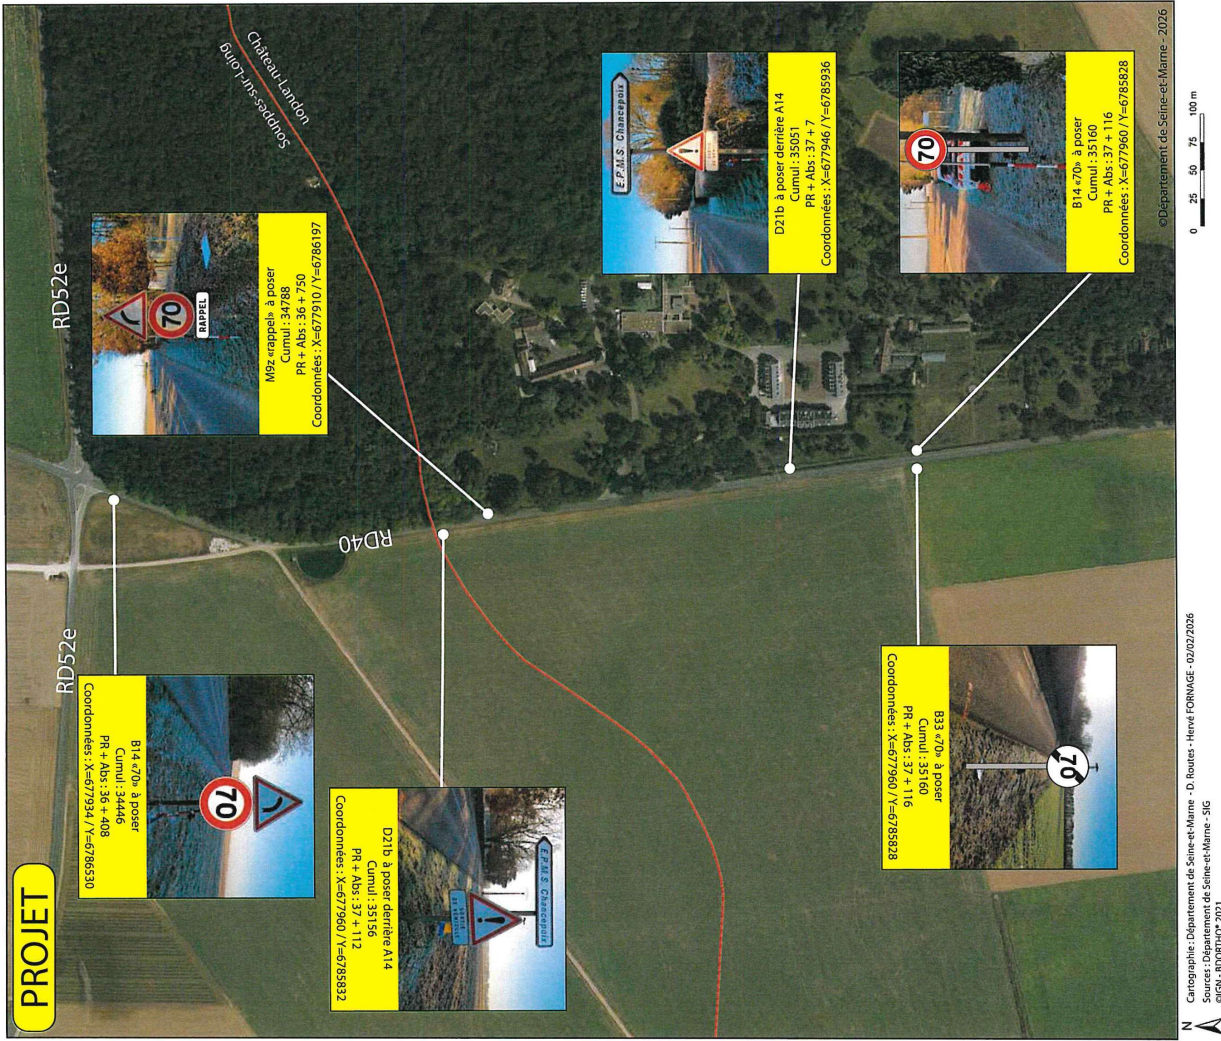 PROJET
RD52e
RD52e
RD40
Château-Landon
Souppes-sur-Loing
70
RAPPEL
M9z «rappel» à poser
Cumul : 34788
PR + Abs : 36 + 750
Coordonnées : X=677910 / Y=6786197
E.P.M.S. Chancepoix
D21b à poser derrière A14
Cumul : 35051
PR + Abs : 37 + 7
Coordonnées : X=677946 / Y=6785936
70
B14 «70» à poser
Cumul : 35160
PR + Abs : 37 + 116
Coordonnées : X=677960 / Y=6785828
B14 «70» à poser
Cumul : 34446
PR + Abs : 36 + 408
Coordonnées : X=677934 / Y=6786530
70
D21b à poser derrière A14
Cumul : 35156
PR + Abs : 37 + 112
Coordonnées : X=677960 / Y=6785832
SORTIE
DE VÉHICULES
E.P.M.S. Chancepoix
B33 «70» à poser
Cumul : 35160
PR + Abs : 37 + 116
Coordonnées : X=677960 / Y=6785828
70
©Département de Seine-et-Marne - 2026
0 25 50 75 100 m
N
Cartographie : Département de Seine-et-Marne - D. Routes - Hervé FORNAGE - 02/02/2026
Sources : Département de Seine-et-Marne - SIG
©IGN - BDORTHO® 2021